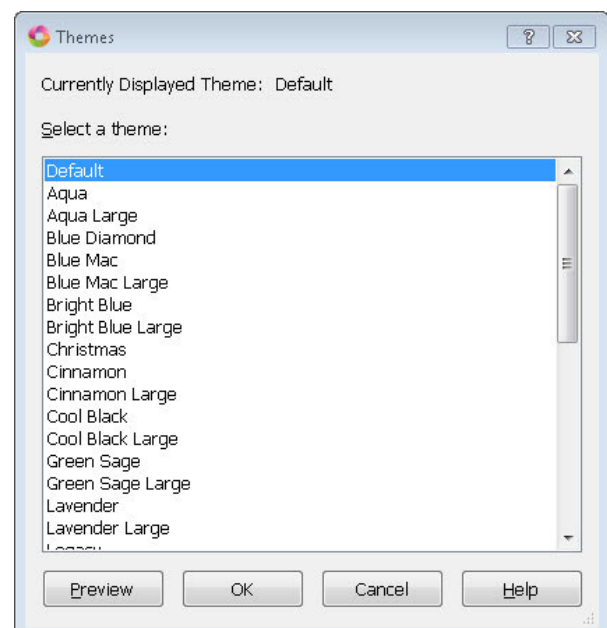 Themes
Currently Displayed Theme: Default
Select a theme:
Default
Aqua
Aqua Large
Blue Diamond
Blue Mac
Blue Mac Large
Bright Blue
Bright Blue Large
Christmas
Cinnamon
Cinnamon Large
Cool Black
Cool Black Large
Green Sage
Green Sage Large
Lavender
Lavender Large
Preview OK Cancel Help